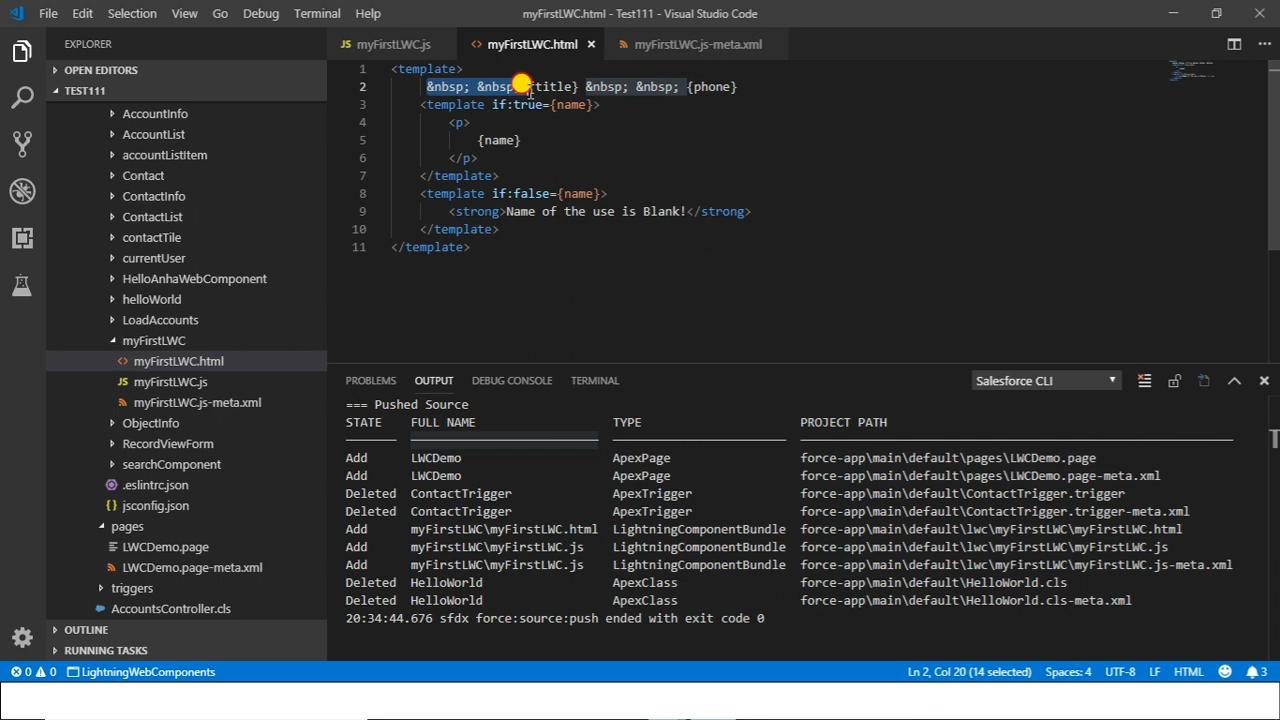 File Edit Selection View Go Debug Terminal Help
myFirstLWC.html - Test111 - Visual Studio Code
EXPLORER
OPEN EDITORS
TEST111
AccountInfo
AccountList
accountListItem
Contact
ContactInfo
ContactList
contactTile
currentUser
HelloAnhaWebComponent
helloWorld
LoadAccounts
myFirstLWC
<> myFirstLWC.html
JS myFirstLWC.js
myFirstLWC.js-meta.xml
ObjectInfo
RecordViewForm
searchComponent
.eslintrc.json
{} jsconfig.json
pages
LWCDemo.page
LWCDemo.page-meta.xml
triggers
AccountsController.cls
OUTLINE
RUNNING TASKS
JS myFirstLWC.js
<> myFirstLWC.html ×
myFirstLWC.js-meta.xml
1 <template>
2 &nbsp; &nbsp title} &nbsp; &nbsp; {phone}
3 <template if:true={name}>
4 <p>
5 {name}
6 </p>
7 </template>
8 <template if:false={name}>
9 <strong>Name of the use is Blank!</strong>
10 </template>
11 </template>
PROBLEMS OUTPUT DEBUG CONSOLE TERMINAL
Salesforce CLI
=== Pushed Source
STATE FULL NAME TYPE PROJECT PATH
Add LWCDemo ApexPage force-app\main\default\pages\LWCDemo.page
Add LWCDemo ApexPage force-app\main\default\pages\LWCDemo.page-meta.xml
Deleted ContactTrigger ApexTrigger force-app\main\default\ContactTrigger.trigger
Deleted ContactTrigger ApexTrigger force-app\main\default\ContactTrigger.trigger-meta.xml
Add myFirstLWC\myFirstLWC.html LightningComponentBundle force-app\main\default\lwc\myFirstLWC\myFirstLWC.html
Add myFirstLWC\myFirstLWC.js LightningComponentBundle force-app\main\default\lwc\myFirstLWC\myFirstLWC.js
Add myFirstLWC\myFirstLWC.js LightningComponentBundle force-app\main\default\lwc\myFirstLWC\myFirstLWC.js-meta.xml
Deleted HelloWorld ApexClass force-app\main\default\HelloWorld.cls
Deleted HelloWorld ApexClass force-app\main\default\HelloWorld.cls-meta.xml
20:34:44.676 sfdx force:source:push ended with exit code 0
0 0 LightningWebComponents
Ln 2, Col 20 (14 selected) Spaces: 4 UTF-8 LF HTML 3